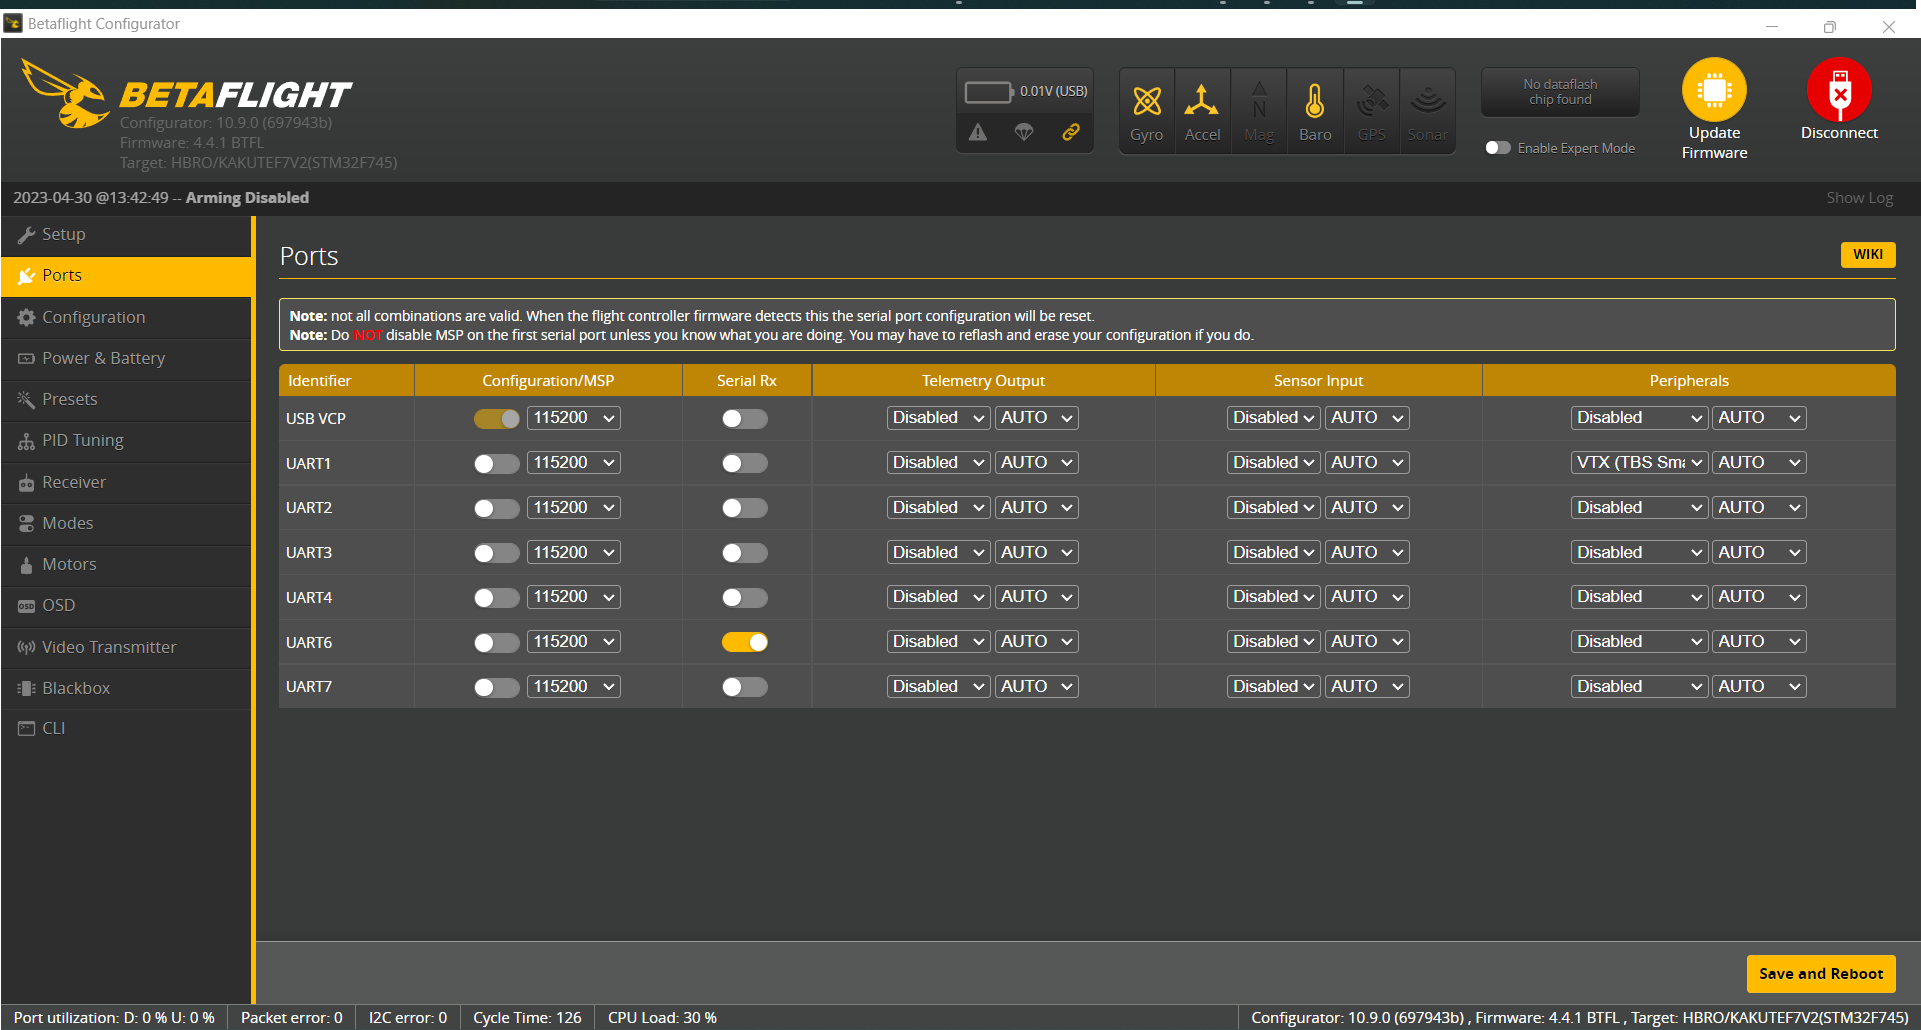 Betaflight Configurator
BETAFLIGHT
Configurator: 10.9.0 (697943b)
Firmware: 4.4.1 BTFL
Target: HBRO/KAKUTEF7V2(STM32F745)
0.01V (USB)
Gyro
Accel
N
Mag
Baro
GPS
Sonar
No dataflash
chip found
Enable Expert Mode
Update
Firmware
Disconnect
2023-04-30 @13:42:49 -- Arming Disabled
Show Log
Setup
Ports
Configuration
Power & Battery
Presets
PID Tuning
Receiver
Modes
Motors
OSD OSD
Video Transmitter
Blackbox
CLI
Ports
WIKI
Note: not all combinations are valid. When the flight controller firmware detects this the serial port configuration will be reset.
Note: Do NOT disable MSP on the first serial port unless you know what you are doing. You may have to reflash and erase your configuration if you do.
Identifier Configuration/MSP Serial Rx Telemetry Output Sensor Input Peripherals
USB VCP 115200 Disabled AUTO Disabled AUTO Disabled AUTO
UART1 115200 Disabled AUTO Disabled AUTO VTX (TBS Sma AUTO
UART2 115200 Disabled AUTO Disabled AUTO Disabled AUTO
UART3 115200 Disabled AUTO Disabled AUTO Disabled AUTO
UART4 115200 Disabled AUTO Disabled AUTO Disabled AUTO
UART6 115200 Disabled AUTO Disabled AUTO Disabled AUTO
UART7 115200 Disabled AUTO Disabled AUTO Disabled AUTO
Save and Reboot
Port utilization: D: 0 % U: 0 % Packet error: 0 I2C error: 0 Cycle Time: 126 CPU Load: 30 % Configurator: 10.9.0 (697943b) , Firmware: 4.4.1 BTFL , Target: HBRO/KAKUTEF7V2(STM32F745)